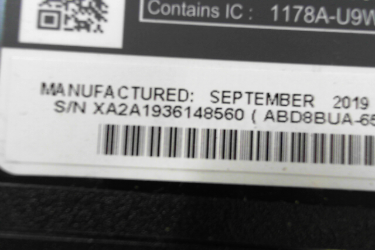 Contains IC : 1178A-U9W
MANUFACTURED: SEPTEMBER 2019
S/N XA2A1936148560 ( ABD8BUA-65